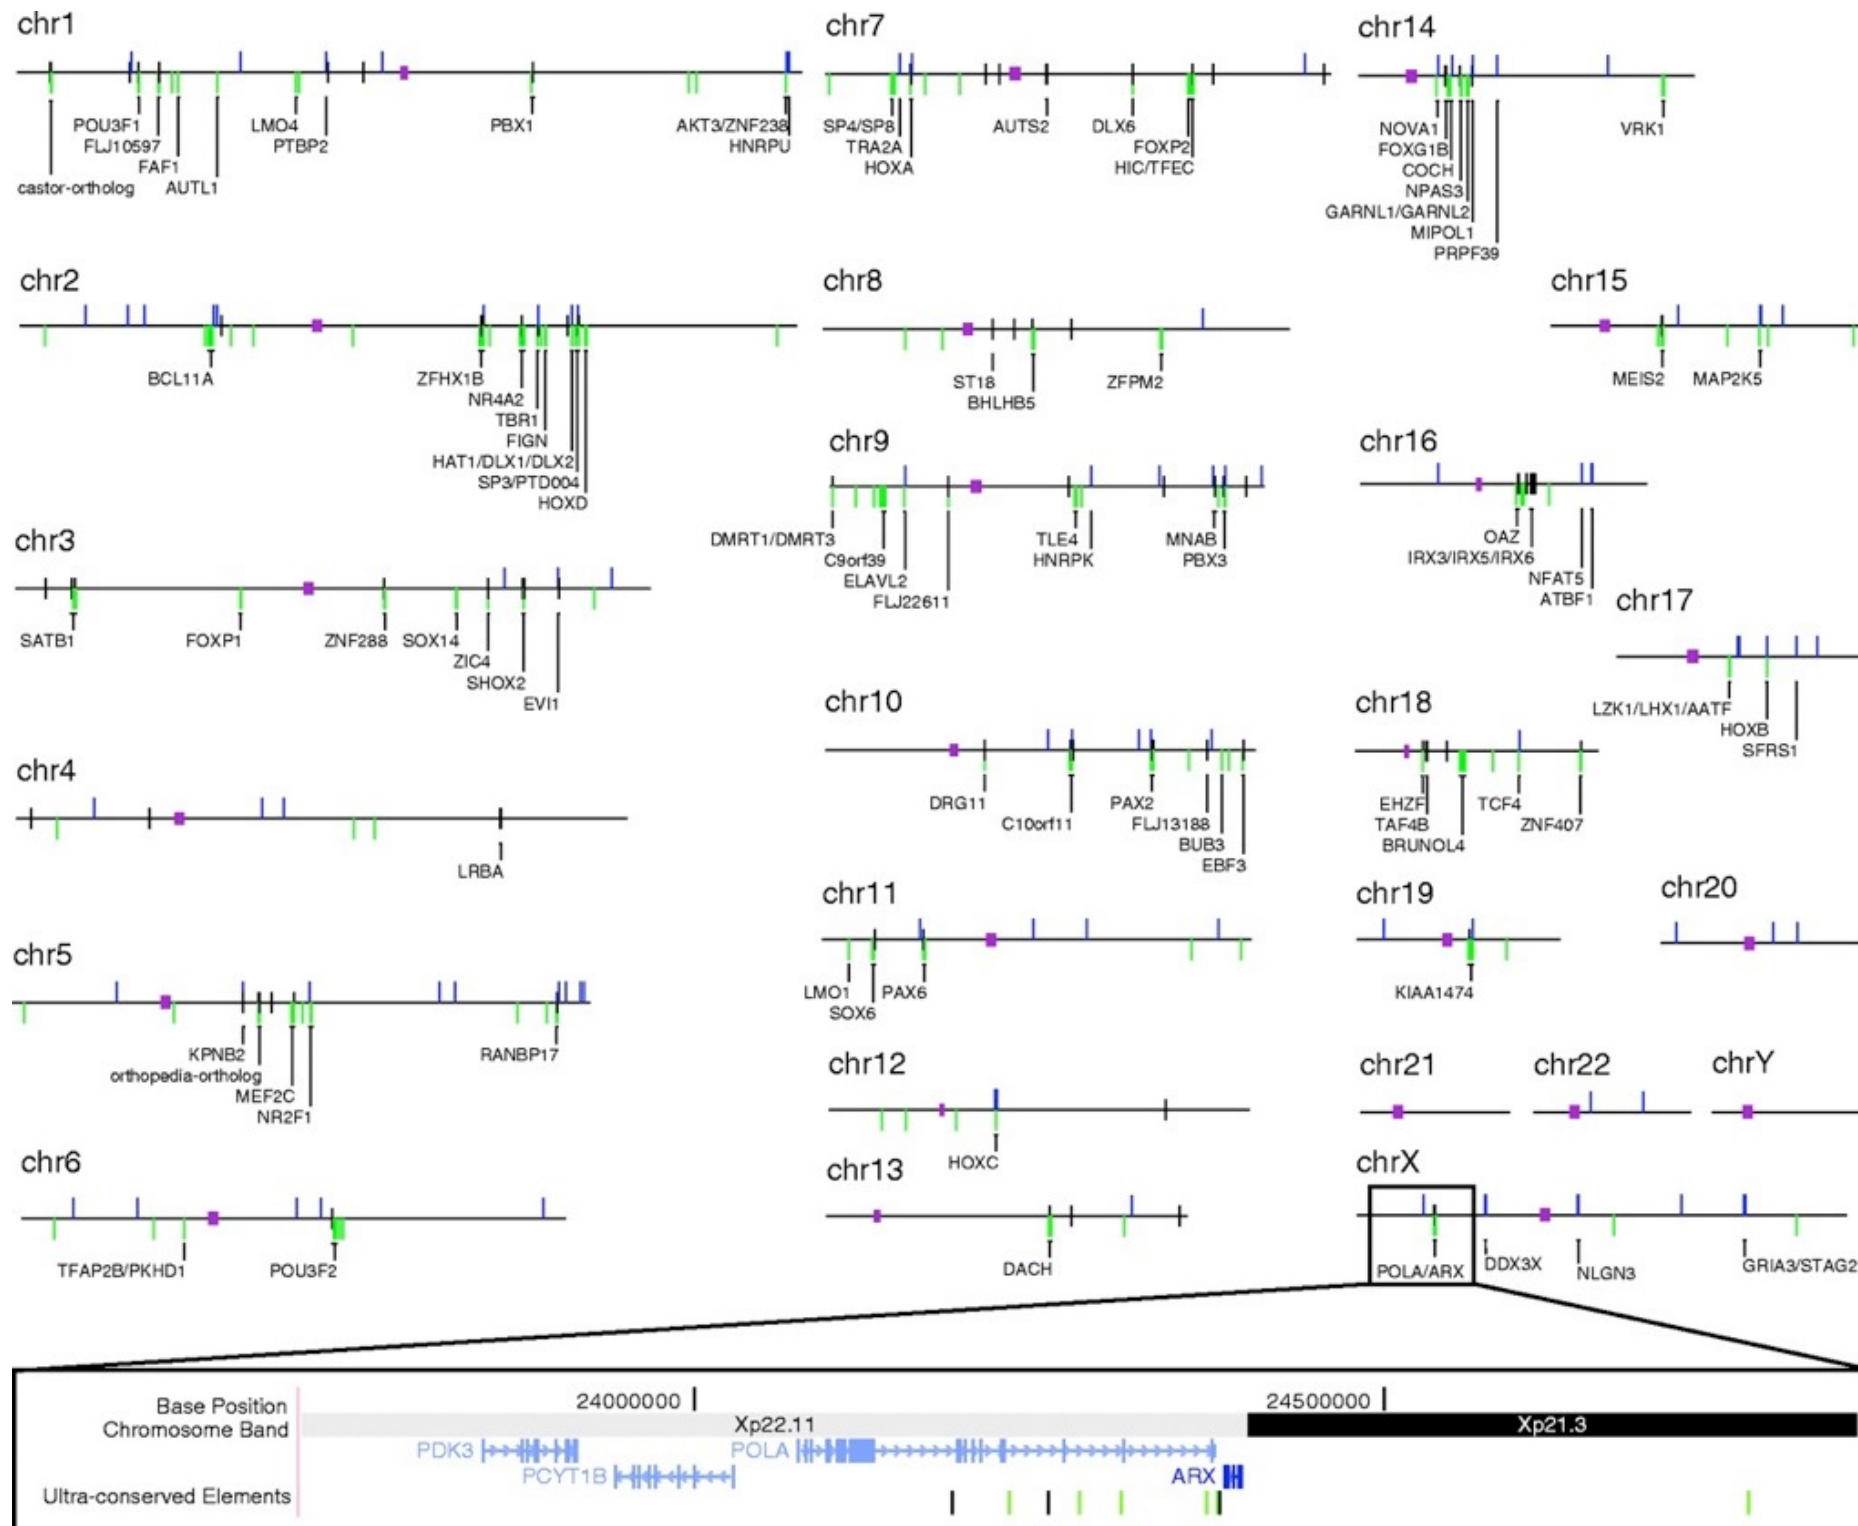 chr1
POU3F1
FLJ10597
FAF1
castor-ortholog
AUTL1
LMO4
PTBP2
PBX1
AKT3/ZNF238
HNRPU
chr2
BCL11A
ZFHX1B
NR4A2
TBR1
FIGN
HAT1/DLX1/DLX2
SP3/PTD004
HOXD
chr3
SATB1
FOXP1
ZNF288
SOX14
ZIC4
SHOX2
EVI1
chr4
LRBA
chr5
KPNB2
orthopedia-ortholog
MEF2C
NR2F1
RANBP17
chr6
TFAP2B/PKHD1
POU3F2
chr7
SP4/SP8
TRA2A
HOXA
AUTS2
DLX6
FOXP2
HIC/TFEC
chr8
ST18
BHLHB5
ZFPM2
chr9
DMRT1/DMRT3
C9orf39
ELAVL2
FLJ22611
TLE4
HNRPK
MNAB
PBX3
chr10
DRG11
C10orf11
PAX2
FLJ13188
BUB3
EBF3
chr11
LMO1
SOX6
PAX6
chr12
HOXC
chr13
DACH
chr14
NOVA1
FOXG1B
COCH
NPAS3
GARNL1/GARNL2
MIPOL1
PRPF39
VRK1
chr15
MEIS2
MAP2K5
chr16
OAZ
IRX3/IRX5/IRX6
NFAT5
ATBF1
chr17
LZK1/LHX1/AATF
HOXB
SFRS1
chr18
EHZF
TAF4B
BRUNOL4
TCF4
ZNF407
chr19
KIAA1474
chr20
chr21
chr22
chrY
chrX
POLA/ARX
DDX3X
NLGN3
GRIA3/STAG2
Base Position 24000000 24500000
Chromosome Band Xp22.11 Xp21.3
PDK3 POLA
PCYT1B ARX
Ultra-conserved Elements